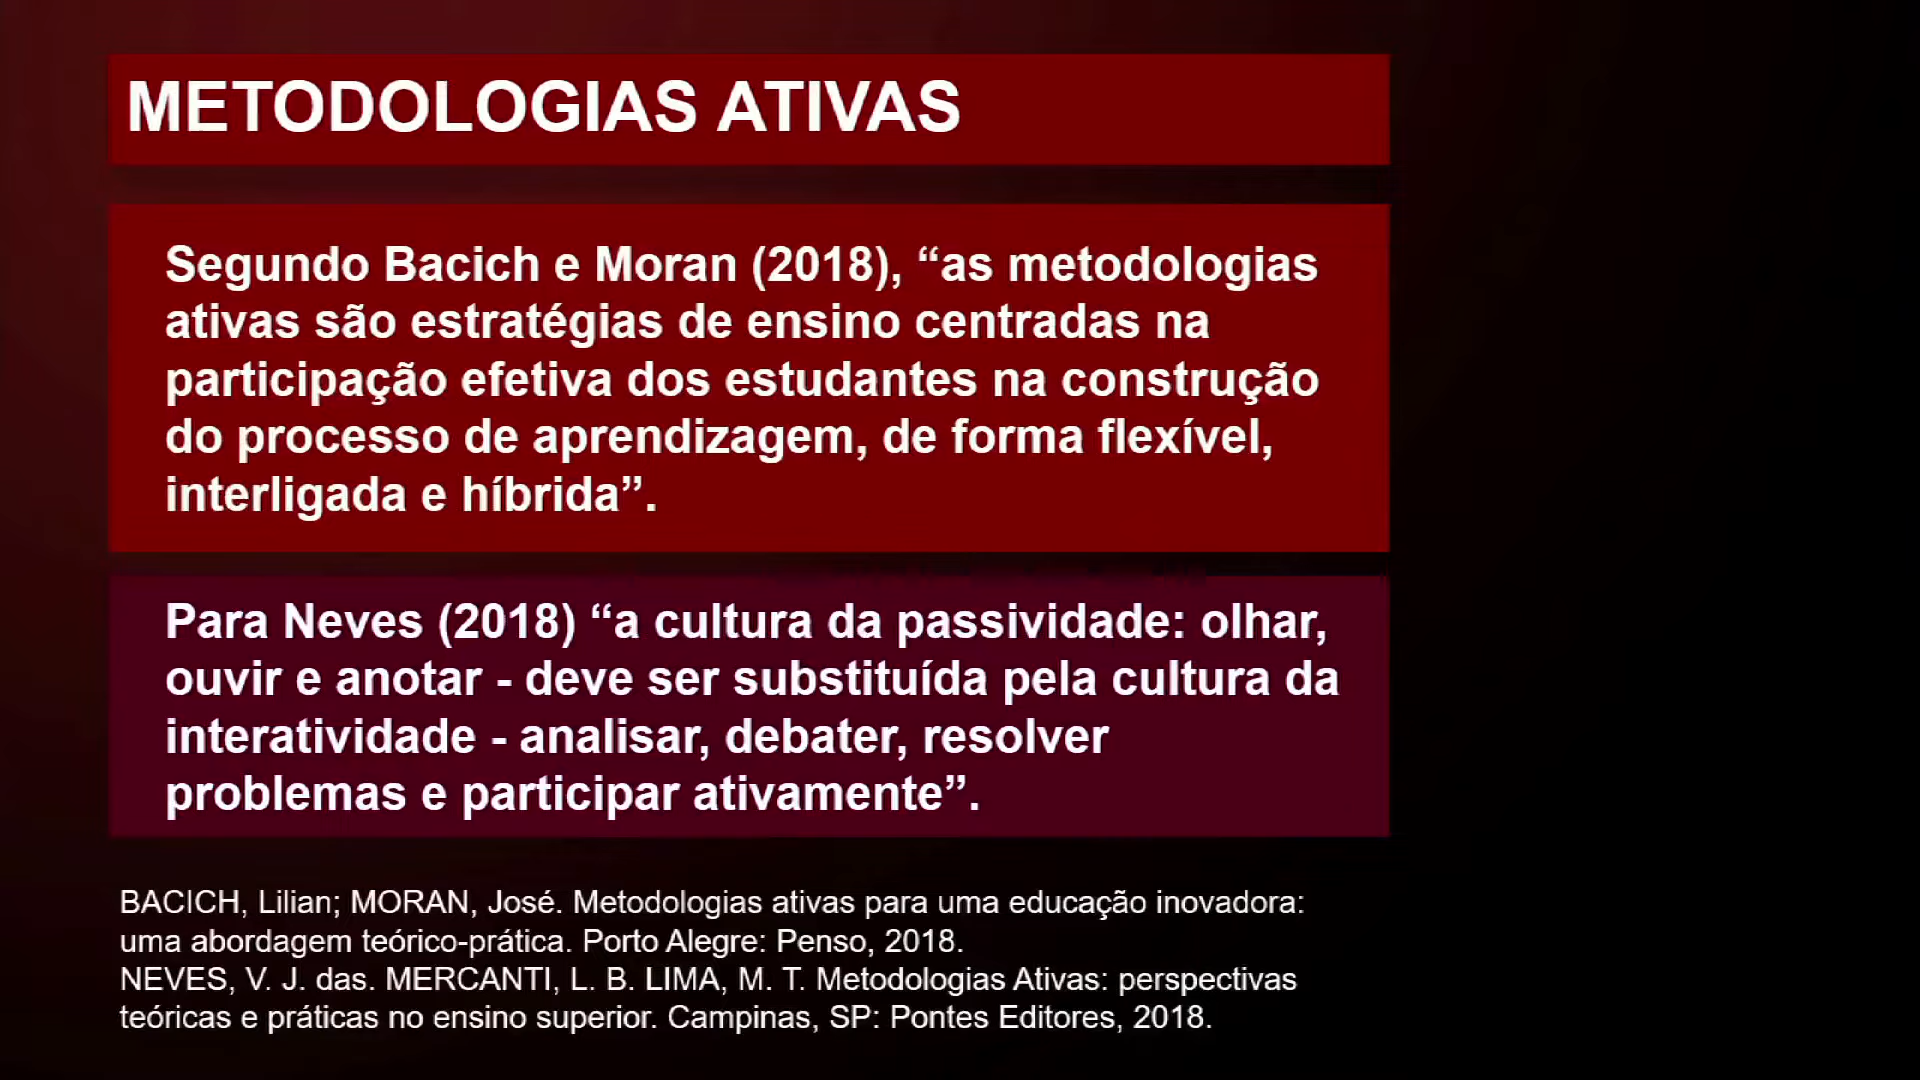 METODOLOGIAS ATIVAS
Segundo Bacich e Moran (2018), “as metodologias
ativas são estratégias de ensino centradas na
participação efetiva dos estudantes na construção
do processo de aprendizagem, de forma flexível,
interligada e híbrida”.
Para Neves (2018) “a cultura da passividade: olhar,
ouvir e anotar - deve ser substituída pela cultura da
interatividade - analisar, debater, resolver
problemas e participar ativamente”.
BACICH, Lilian; MORAN, José. Metodologias ativas para uma educação inovadora:
uma abordagem teórico-prática. Porto Alegre: Penso, 2018.
NEVES, V. J. das. MERCANTI, L. B. LIMA, M. T. Metodologias Ativas: perspectivas
teóricas e práticas no ensino superior. Campinas, SP: Pontes Editores, 2018.